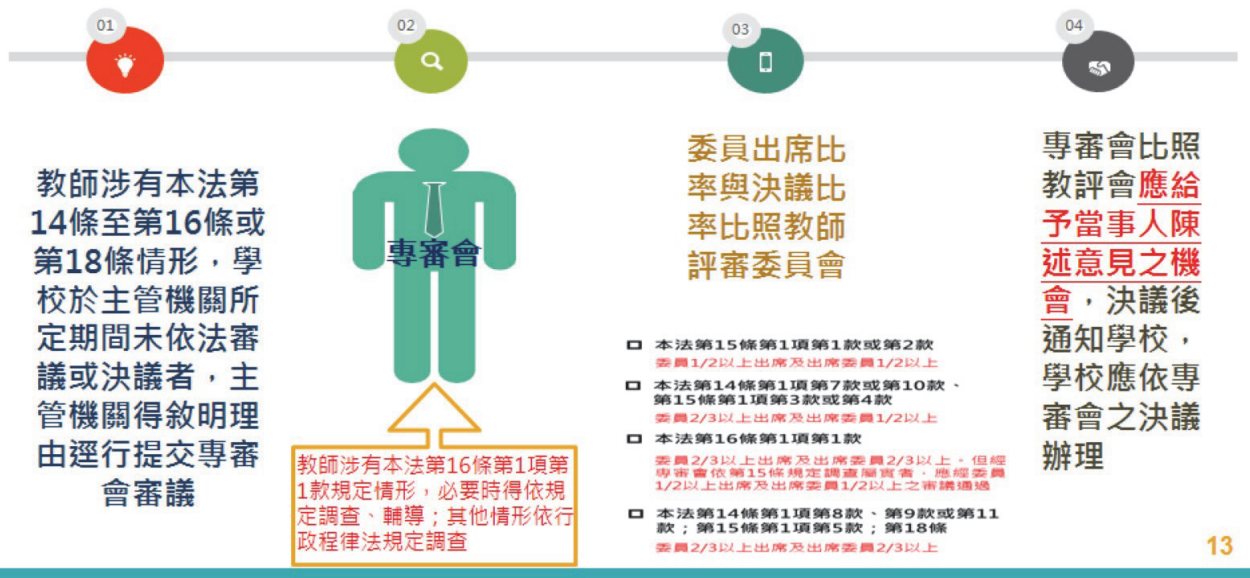 01
教師涉有本法第
14條至第16條或
第18條情形，學
校於主管機關所
定期間未依法審
議或決議者，主
管機關得敘明理
由逕行提交專審
會審議
02
專審會
教師涉有本法第16條第1項第
1款規定情形，必要時得依規
定調查、輔導；其他情形依行
政程律法規定調查
03
委員出席比
率與決議比
率比照教師
評審委員會
本法第15條第1項第1款或第2款
委員1/2以上出席及出席委員1/2以上
本法第14條第1項第7款或第10款、
第15條第1項第3款或第4款
委員2/3以上出席及出席委員1/2以上
本法第16條第1項第1款
委員2/3以上出席及出席委員2/3以上。但經
專審會依第15條規定調查屬實者，應經委員
1/2以上出席及出席委員1/2以上之審議通過
本法第14條第1項第8款、第9款或第11
款；第15條第1項第5款；第18條
委員2/3以上出席及出席委員2/3以上
04
專審會比照
教評會應給
予當事人陳
述意見之機
會，決議後
通知學校，
學校應依專
審會之決議
辦理
13